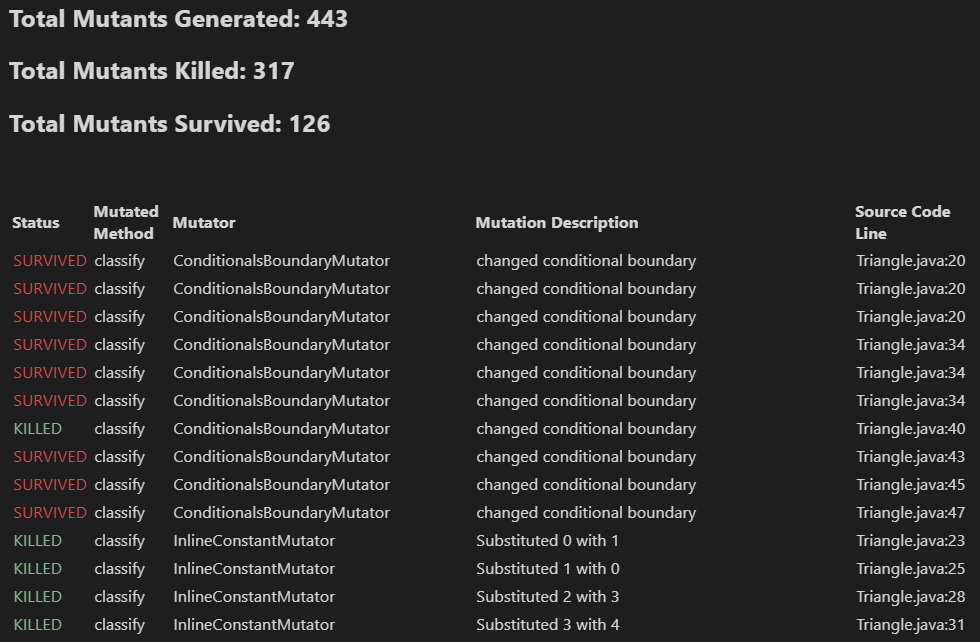 Total Mutants Generated: 443
Total Mutants Killed: 317
Total Mutants Survived: 126
Status Mutated Method Mutator Mutation Description Source Code Line
SURVIVED classify ConditionalsBoundaryMutator changed conditional boundary Triangle.java:20
SURVIVED classify ConditionalsBoundaryMutator changed conditional boundary Triangle.java:20
SURVIVED classify ConditionalsBoundaryMutator changed conditional boundary Triangle.java:20
SURVIVED classify ConditionalsBoundaryMutator changed conditional boundary Triangle.java:34
SURVIVED classify ConditionalsBoundaryMutator changed conditional boundary Triangle.java:34
SURVIVED classify ConditionalsBoundaryMutator changed conditional boundary Triangle.java:34
KILLED classify ConditionalsBoundaryMutator changed conditional boundary Triangle.java:40
SURVIVED classify ConditionalsBoundaryMutator changed conditional boundary Triangle.java:43
SURVIVED classify ConditionalsBoundaryMutator changed conditional boundary Triangle.java:45
SURVIVED classify ConditionalsBoundaryMutator changed conditional boundary Triangle.java:47
KILLED classify InlineConstantMutator Substituted 0 with 1 Triangle.java:23
KILLED classify InlineConstantMutator Substituted 1 with 0 Triangle.java:25
KILLED classify InlineConstantMutator Substituted 2 with 3 Triangle.java:28
KILLED classify InlineConstantMutator Substituted 3 with 4 Triangle.java:31